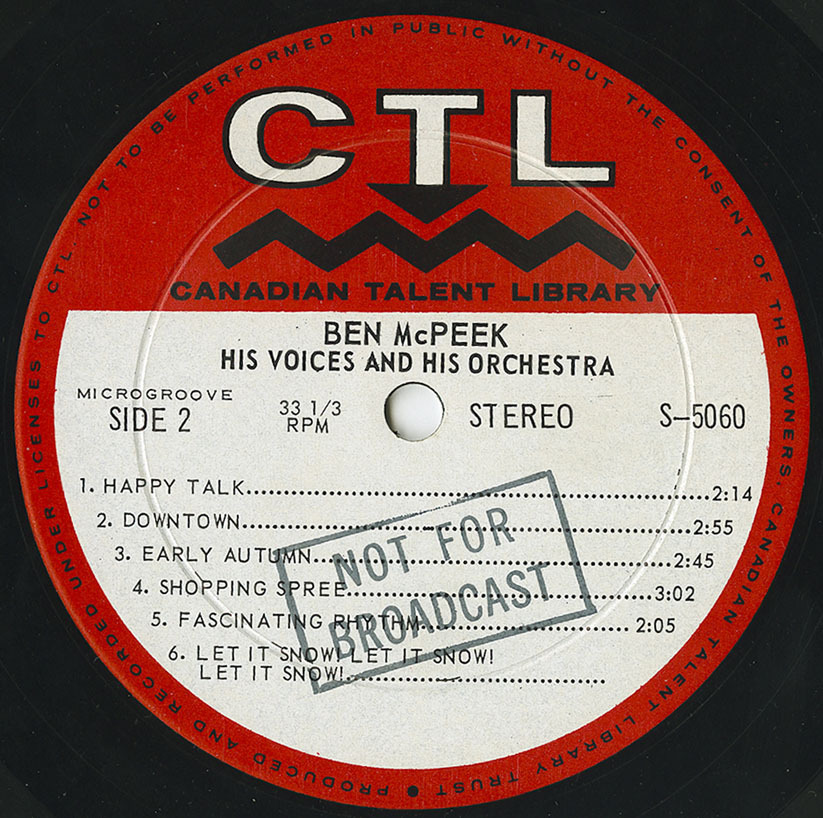 PRODUCED AND RECORDED UNDER LICENSES TO CTL. NOT TO BE PERFORMED IN PUBLIC WITHOUT THE CONSENT OF THE OWNERS, CANADIAN TALENT LIBRARY TRUST •
CTL
CANADIAN TALENT LIBRARY
BEN McPEEK
HIS VOICES AND HIS ORCHESTRA
MICROGROOVE
SIDE 2 33 1/3 RPM STEREO S-5060
1. HAPPY TALK........................2:14
2. DOWNTOWN........................2:55
3. EARLY AUTUMN........................2:45
4. SHOPPING SPREE........................3:02
5. FASCINATING RHYTHM........................2:05
6. LET IT SNOW! LET IT SNOW!
LET IT SNOW!........................
NOT FOR
BROADCAST